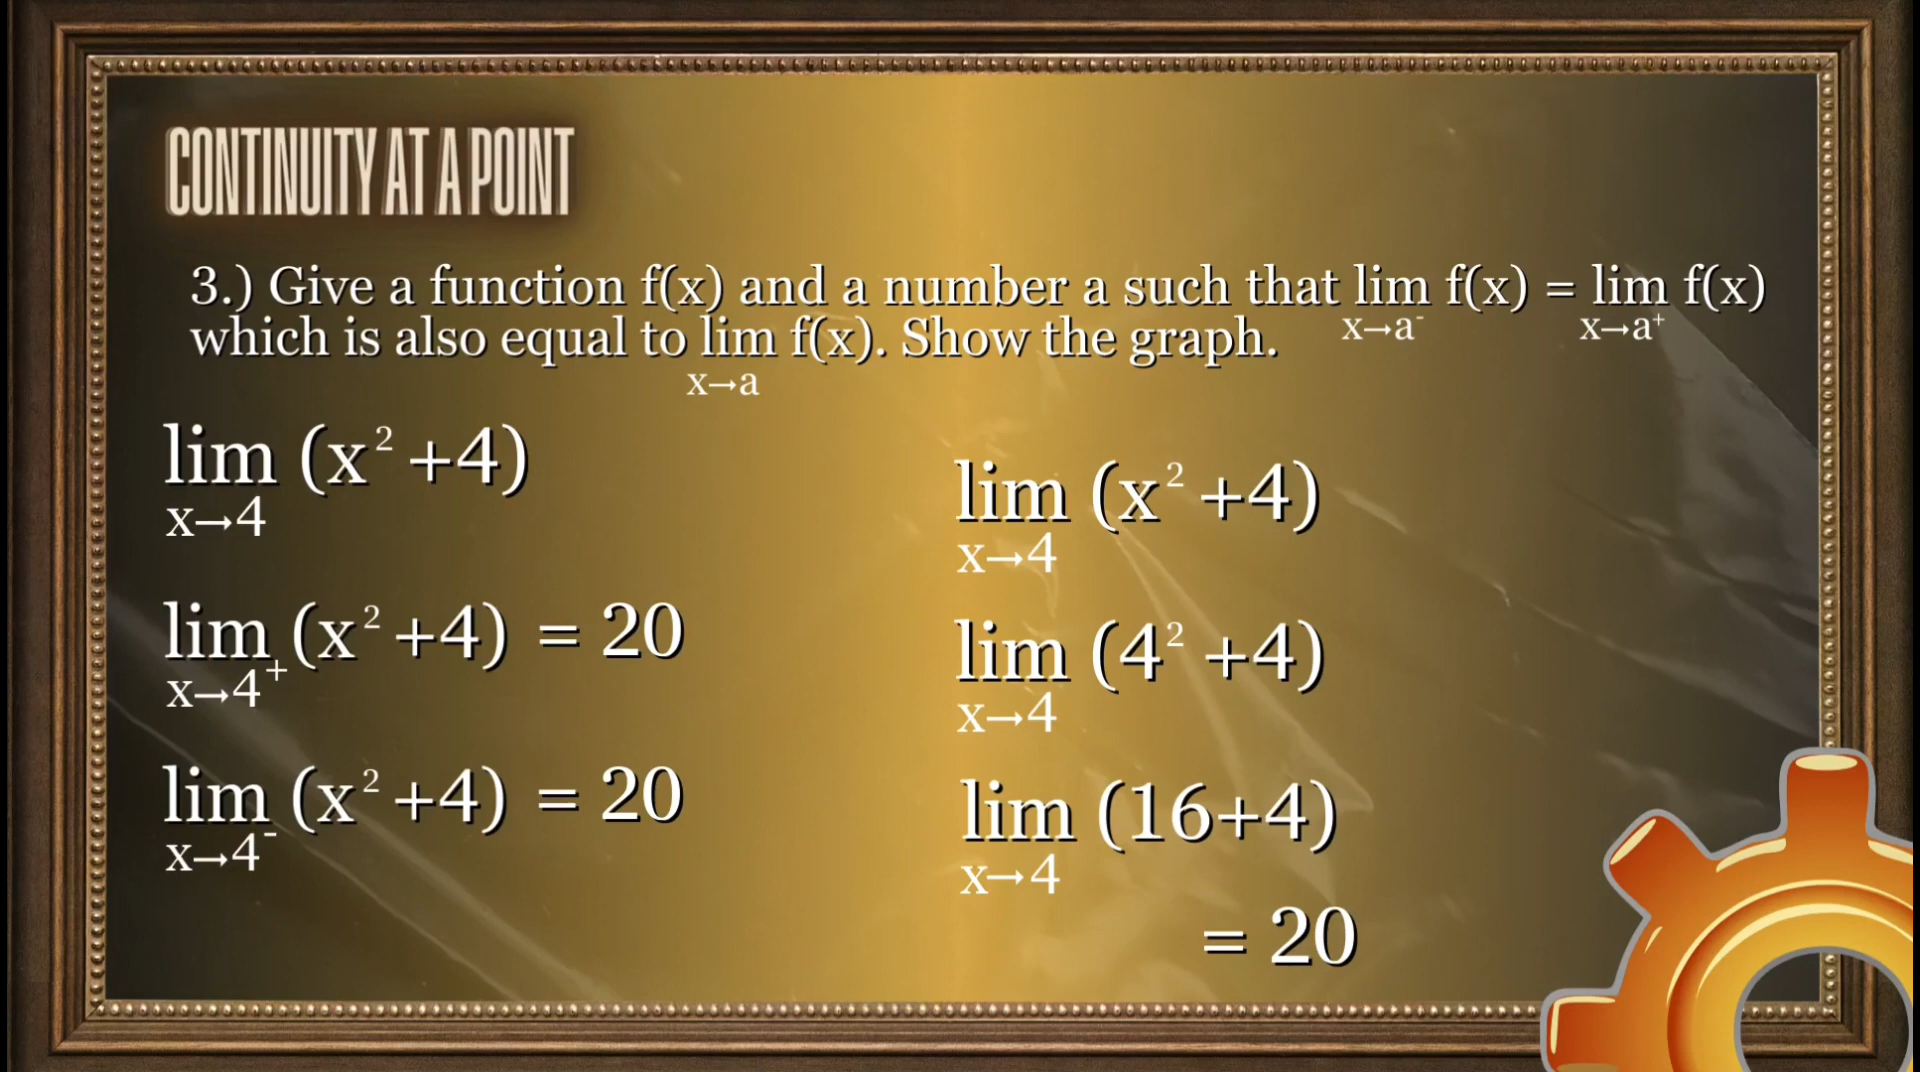 CONTINUITY AT A POINT
3.) Give a function f(x) and a number a such that lim f(x) = lim f(x)
x→a⁻ x→a⁺
which is also equal to lim f(x). Show the graph.
x→a
lim (x² +4)
x→4
lim (x² +4) = 20
x→4⁺
lim (x² +4) = 20
x→4⁻
lim (x² +4)
x→4
lim (4² +4)
x→4
lim (16+4)
x→4
= 20